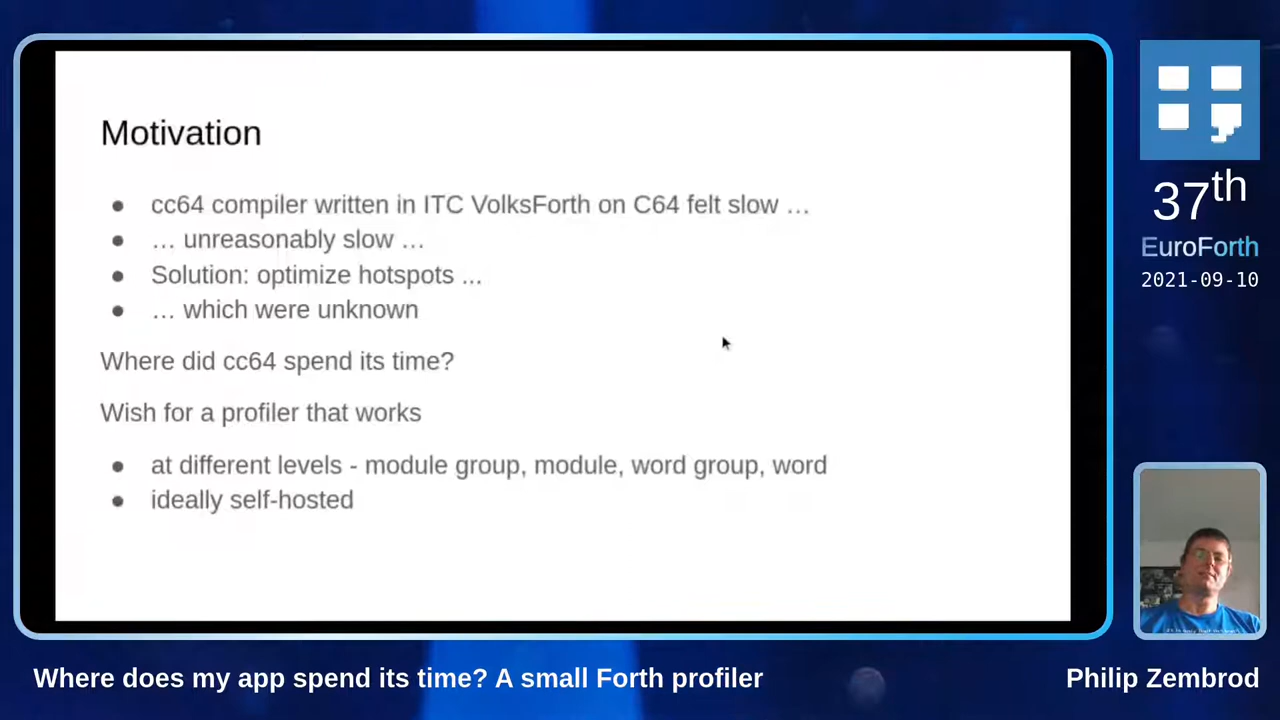 Motivation
● cc64 compiler written in ITC VolksForth on C64 felt slow …
● … unreasonably slow …
● Solution: optimize hotspots ...
● … which were unknown
Where did cc64 spend its time?
Wish for a profiler that works
● at different levels - module group, module, word group, word
● ideally self-hosted
37th
EuroForth
2021-09-10
Where does my app spend its time? A small Forth profiler
Philip Zembrod